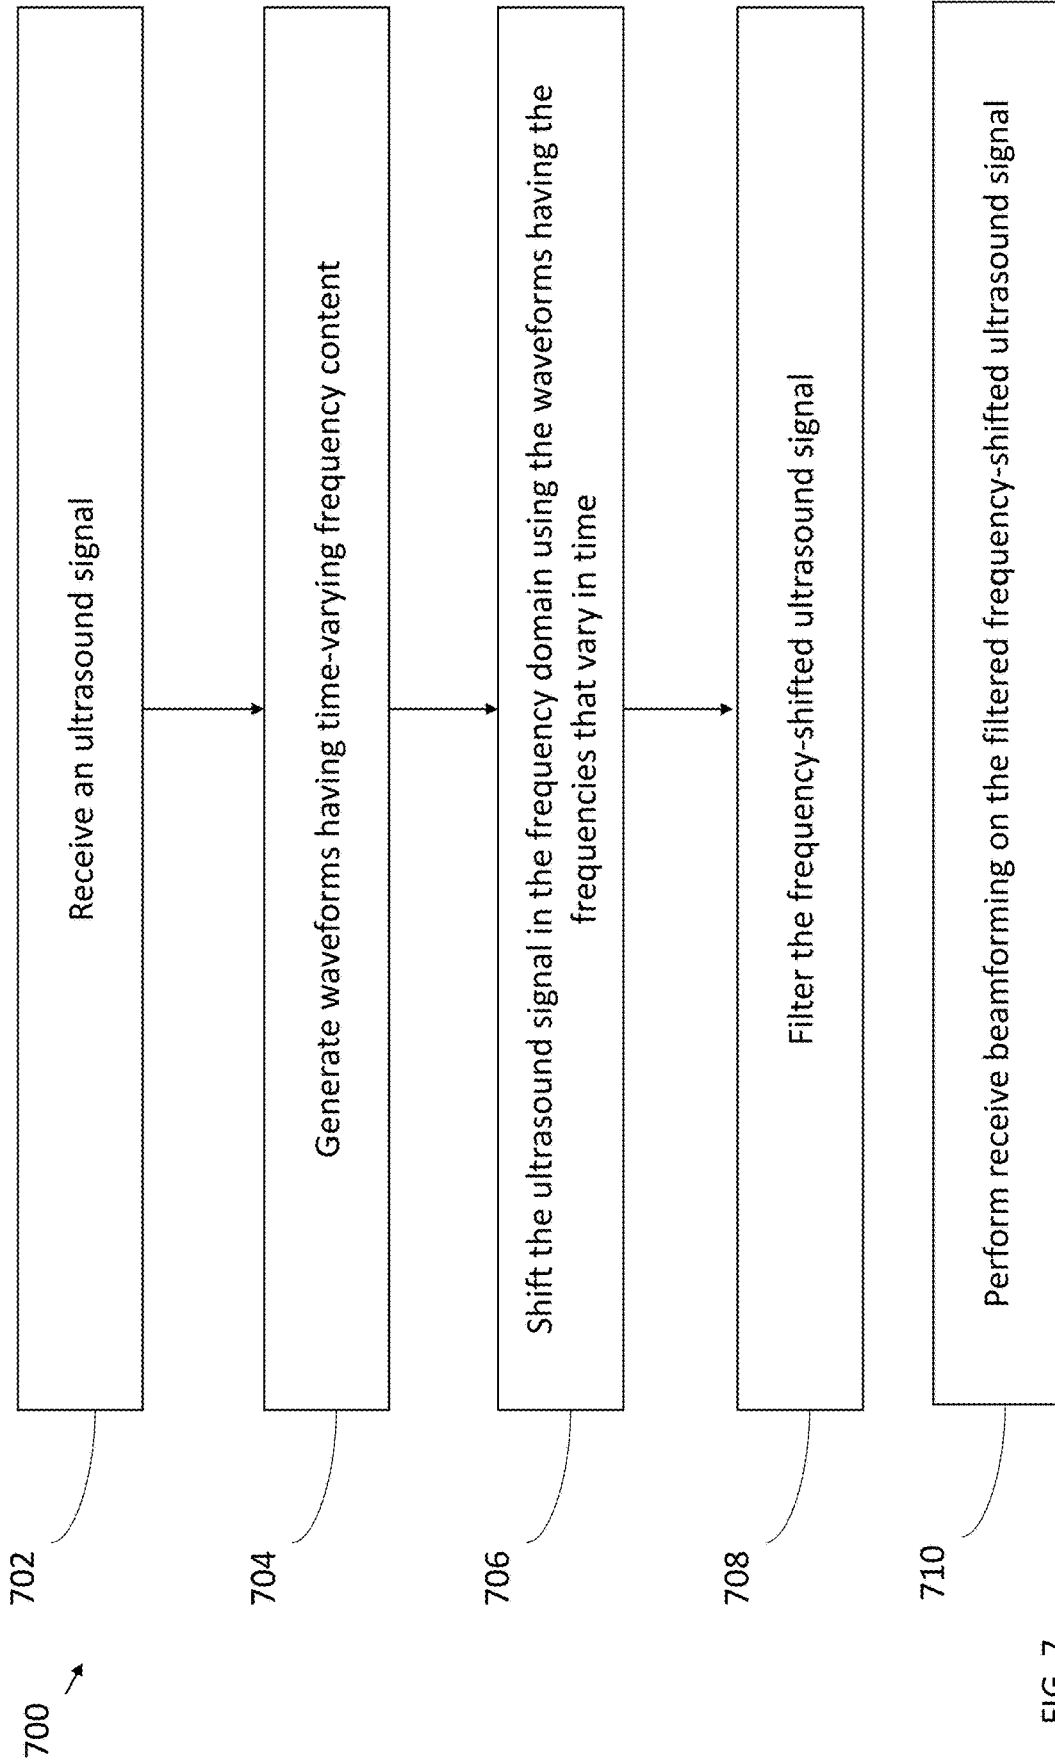 700
702
Receive an ultrasound signal
704
Generate waveforms having time-varying frequency content
706
Shift the ultrasound signal in the frequency domain using the waveforms having the
frequencies that vary in time
708
Filter the frequency-shifted ultrasound signal
710
Perform receive beamforming on the filtered frequency-shifted ultrasound signal
FIG. 7